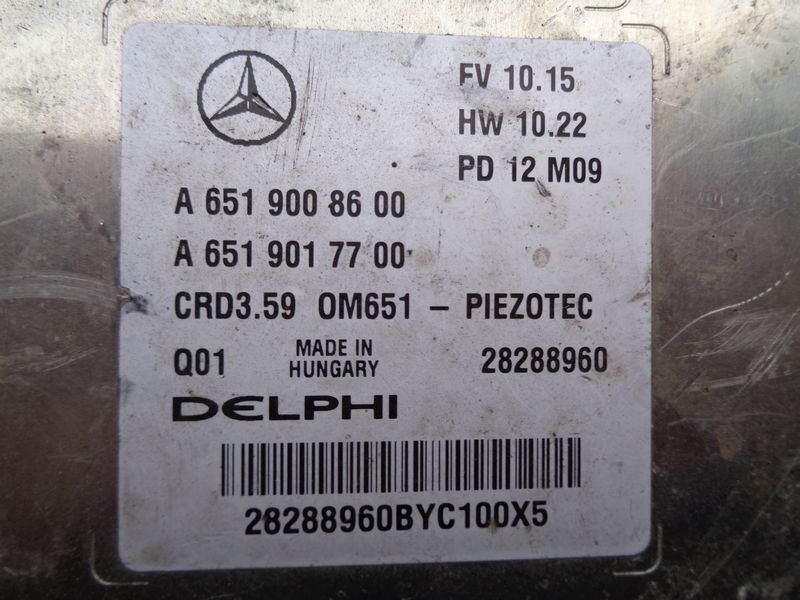 FV 10.15
HW 10.22
PD 12 M09
A 651 900 86 00
A 651 901 77 00
CRD3.59 OM651 – PIEZOTEC
Q01 MADE IN HUNGARY 28288960
DELPHI
28288960BYC100X5